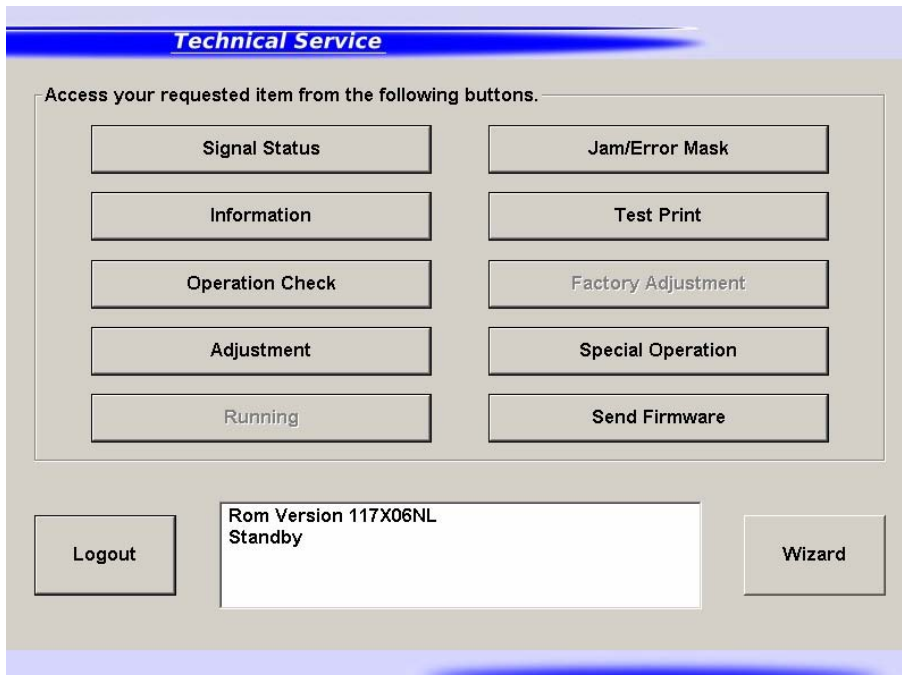 Technical Service
Access your requested item from the following buttons.
Signal Status
Jam/Error Mask
Information
Test Print
Operation Check
Factory Adjustment
Adjustment
Special Operation
Running
Send Firmware
Logout
Rom Version 117X06NL
Standby
Wizard